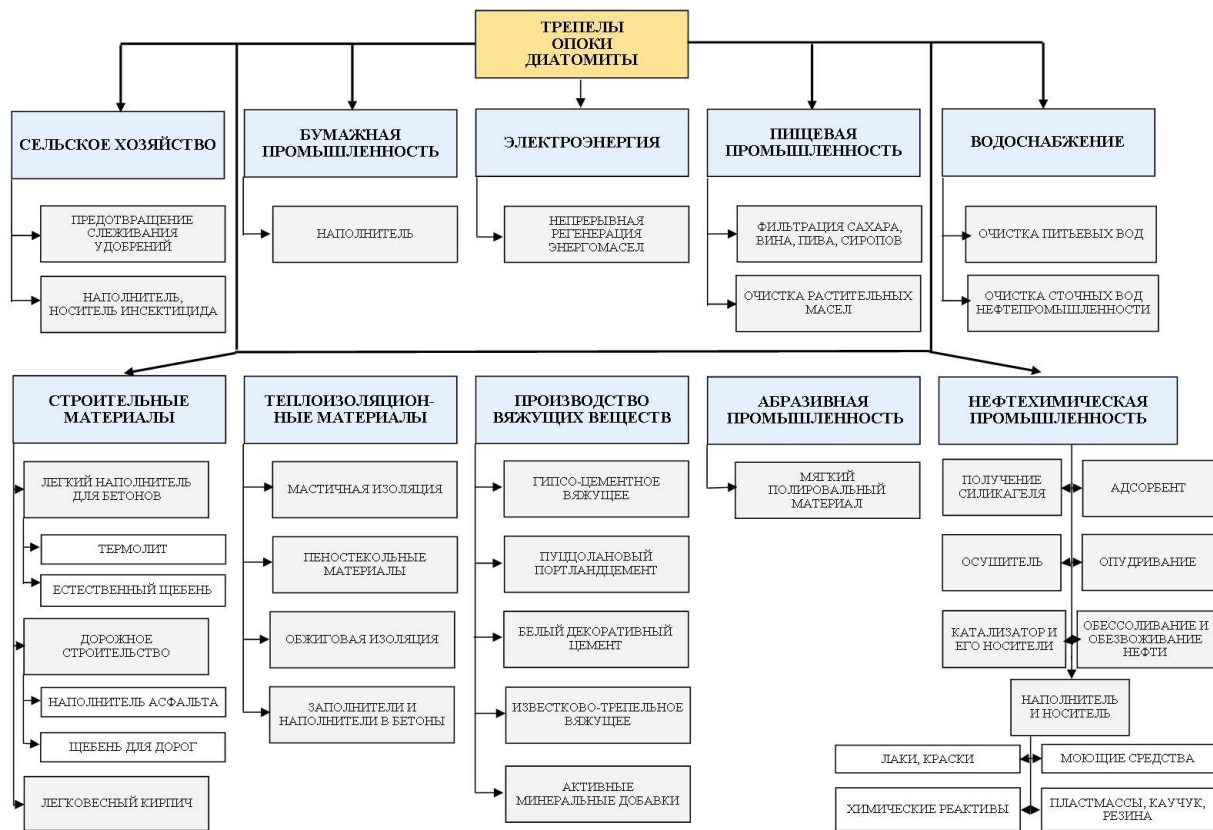 ТРЕПЕЛЫ
ОПОКИ
ДИАТОМИТЫ
СЕЛЬСКОЕ ХОЗЯЙСТВО
ПРЕДОТВРАЩЕНИЕ
СЛЕЖИВАНИЯ
УДОБРЕНИЙ
НАПОЛНИТЕЛЬ,
НОСИТЕЛЬ ИНСЕКТИЦИДА
БУМАЖНАЯ
ПРОМЫШЛЕННОСТЬ
НАПОЛНИТЕЛЬ
ЭЛЕКТРОЭНЕРГИЯ
НЕПРЕРЫВНАЯ
РЕГЕНЕРАЦИЯ
ЭНЕРГОМАСЕЛ
ПИЩЕВАЯ
ПРОМЫШЛЕННОСТЬ
ФИЛЬТРАЦИЯ САХАРА,
ВИНА, ПИВА, СИРОПОВ
ОЧИСТКА РАСТИТЕЛЬНЫХ
МАСЕЛ
ВОДОСНАБЖЕНИЕ
ОЧИСТКА ПИТЬЕВЫХ ВОД
ОЧИСТКА СТОЧНЫХ ВОД
НЕФТЕПРОМЫШЛЕННОСТИ
СТРОИТЕЛЬНЫЕ
МАТЕРИАЛЫ
ЛЕГКИЙ НАПОЛНИТЕЛЬ
ДЛЯ БЕТОНОВ
ТЕРМОЛИТ
ЕСТЕСТВЕННЫЙ ЩЕБЕНЬ
ДОРОЖНОЕ
СТРОИТЕЛЬСТВО
НАПОЛНИТЕЛЬ АСФАЛЬТА
ЩЕБЕНЬ ДЛЯ ДОРОГ
ЛЕГКОВЕСНЫЙ КИРПИЧ
ТЕПЛОИЗОЛЯЦИОН-
НЫЕ МАТЕРИАЛЫ
МАСТИЧНАЯ ИЗОЛЯЦИЯ
ПЕНОСТЕКОЛЬНЫЕ
МАТЕРИАЛЫ
ОБЖИГОВАЯ ИЗОЛЯЦИЯ
ЗАПОЛНИТЕЛИ И
НАПОЛНИТЕЛИ В БЕТОНЫ
ПРОИЗВОДСТВО
ВЯЖУЩИХ ВЕЩЕСТВ
ГИПСО-ЦЕМЕНТНОЕ
ВЯЖУЩЕЕ
ПУЦЦОЛАНОВЫЙ
ПОРТЛАНДЦЕМЕНТ
БЕЛЫЙ ДЕКОРАТИВНЫЙ
ЦЕМЕНТ
ИЗВЕСТКОВО-ТРЕПЕЛЬНОЕ
ВЯЖУЩЕЕ
АКТИВНЫЕ
МИНЕРАЛЬНЫЕ ДОБАВКИ
АБРАЗИВНАЯ
ПРОМЫШЛЕННОСТЬ
МЯГКИЙ
ПОЛИРОВАЛЬНЫЙ
МАТЕРИАЛ
НЕФТЕХИМИЧЕСКАЯ
ПРОМЫШЛЕННОСТЬ
ПОЛУЧЕНИЕ
СИЛИКАГЕЛЯ
АДСОРБЕНТ
ОСУШИТЕЛЬ
ОПУДРИВАНИЕ
КАТАЛИЗАТОР И
ЕГО НОСИТЕЛИ
ОБЕССОЛИВАНИЕ И
ОБЕЗВОЖИВАНИЕ
НЕФТИ
НАПОЛНИТЕЛЬ
И НОСИТЕЛЬ
ЛАКИ, КРАСКИ
МОЮЩИЕ СРЕДСТВА
ХИМИЧЕСКИЕ РЕАКТИВЫ
ПЛАСТМАССЫ, КАУЧУК,
РЕЗИНА